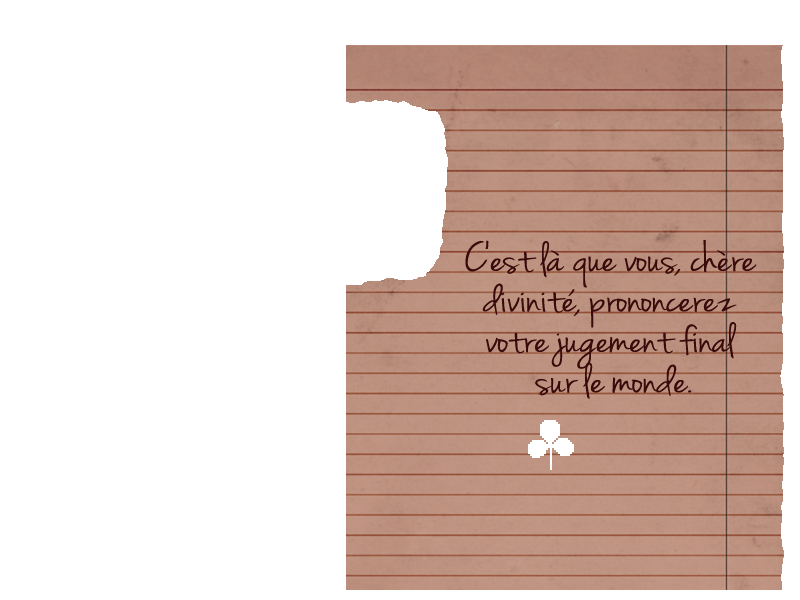 C'est là que vous, chère
divinité, prononcerez
votre jugement final
sur le monde.